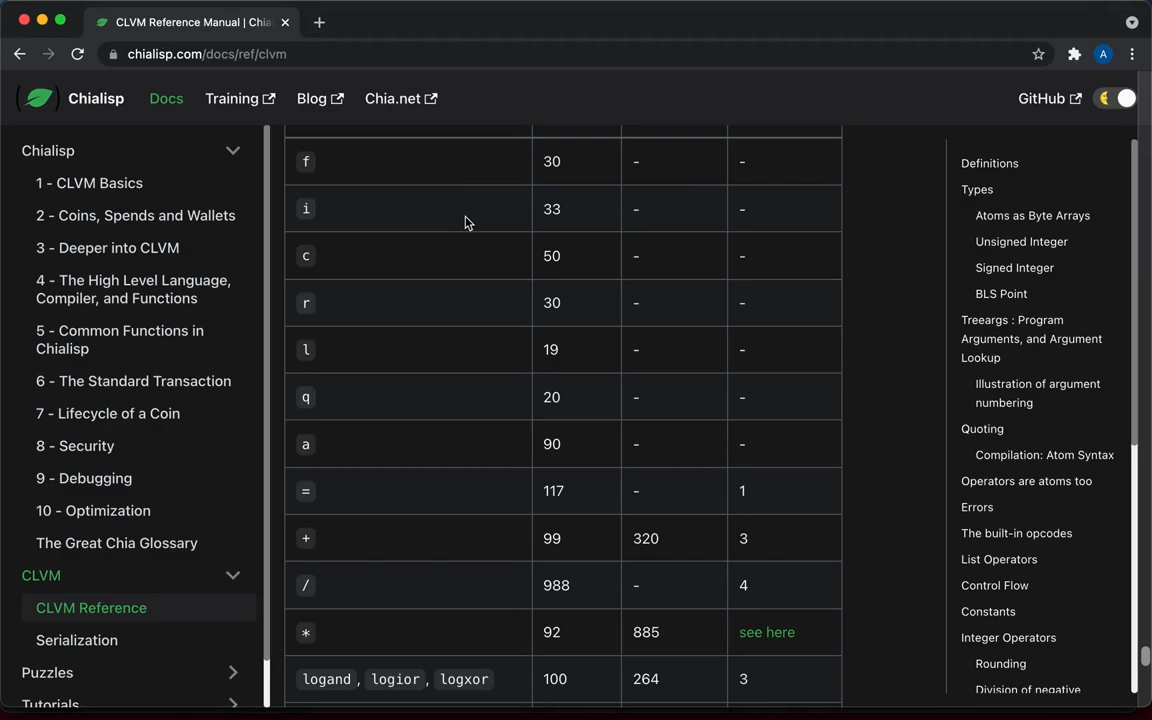 CLVM Reference Manual | Chia
chialisp.com/docs/ref/clvm
A
Chialisp
Docs
Training
Blog
Chia.net
GitHub
Chialisp
1 - CLVM Basics
2 - Coins, Spends and Wallets
3 - Deeper into CLVM
4 - The High Level Language,
Compiler, and Functions
5 - Common Functions in
Chialisp
6 - The Standard Transaction
7 - Lifecycle of a Coin
8 - Security
9 - Debugging
10 - Optimization
The Great Chia Glossary
CLVM
CLVM Reference
Serialization
Puzzles
Tutorials
f 30 - -
i 33 - -
c 50 - -
r 30 - -
l 19 - -
q 20 - -
a 90 - -
= 117 - 1
+ 99 320 3
/ 988 - 4
* 92 885 see here
logand , logior , logxor 100 264 3
Definitions
Types
Atoms as Byte Arrays
Unsigned Integer
Signed Integer
BLS Point
Treeargs : Program
Arguments, and Argument
Lookup
Illustration of argument
numbering
Quoting
Compilation: Atom Syntax
Operators are atoms too
Errors
The built-in opcodes
List Operators
Control Flow
Constants
Integer Operators
Rounding
Division of negative